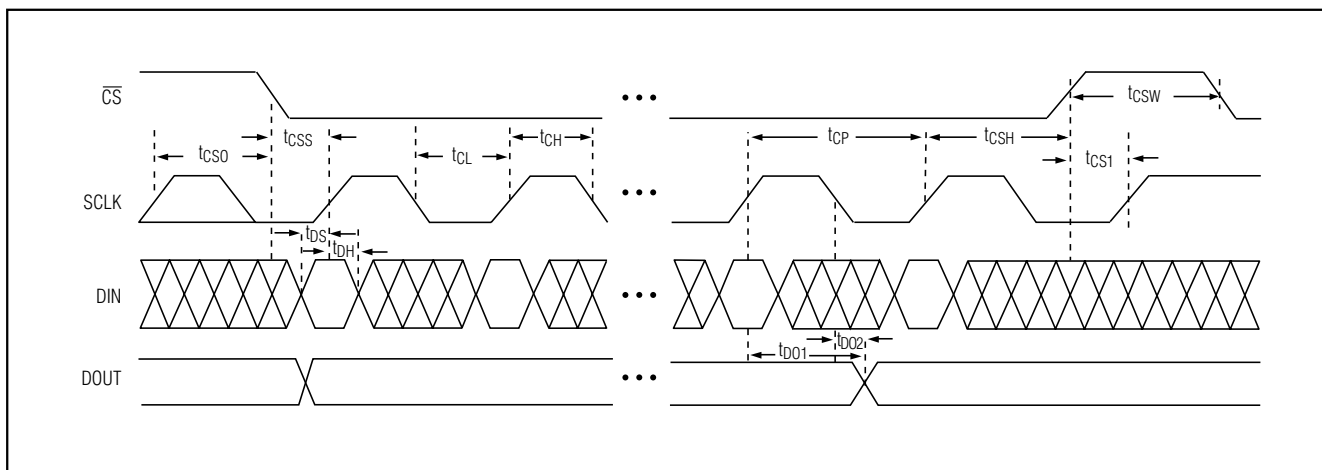 CS
tCSW
tCSS
tCH
tCP
tCSH
tCSO
tCL
tCS1
SCLK
tDS
tDH
DIN
tDO1
tDO2
DOUT